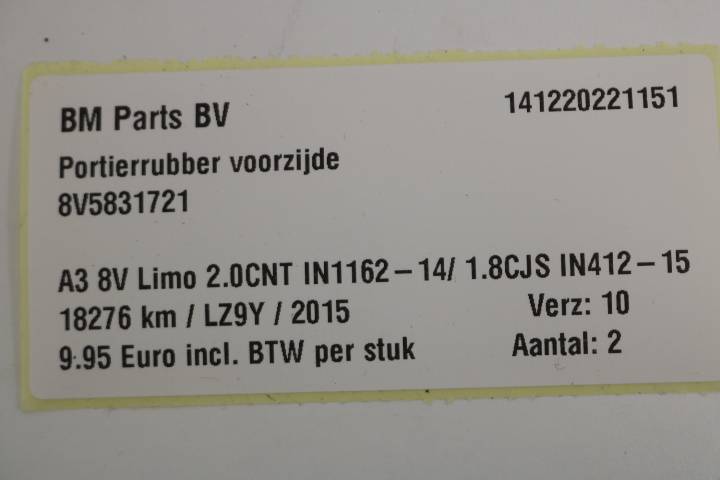 BM Parts BV 141220221151
Portierrubber voorzijde
8V5831721
A3 8V Limo 2.0CNT IN1162-14/ 1.8CJS IN412-15
18276 km / LZ9Y / 2015 Verz: 10
9.95 Euro incl. BTW per stuk Aantal: 2